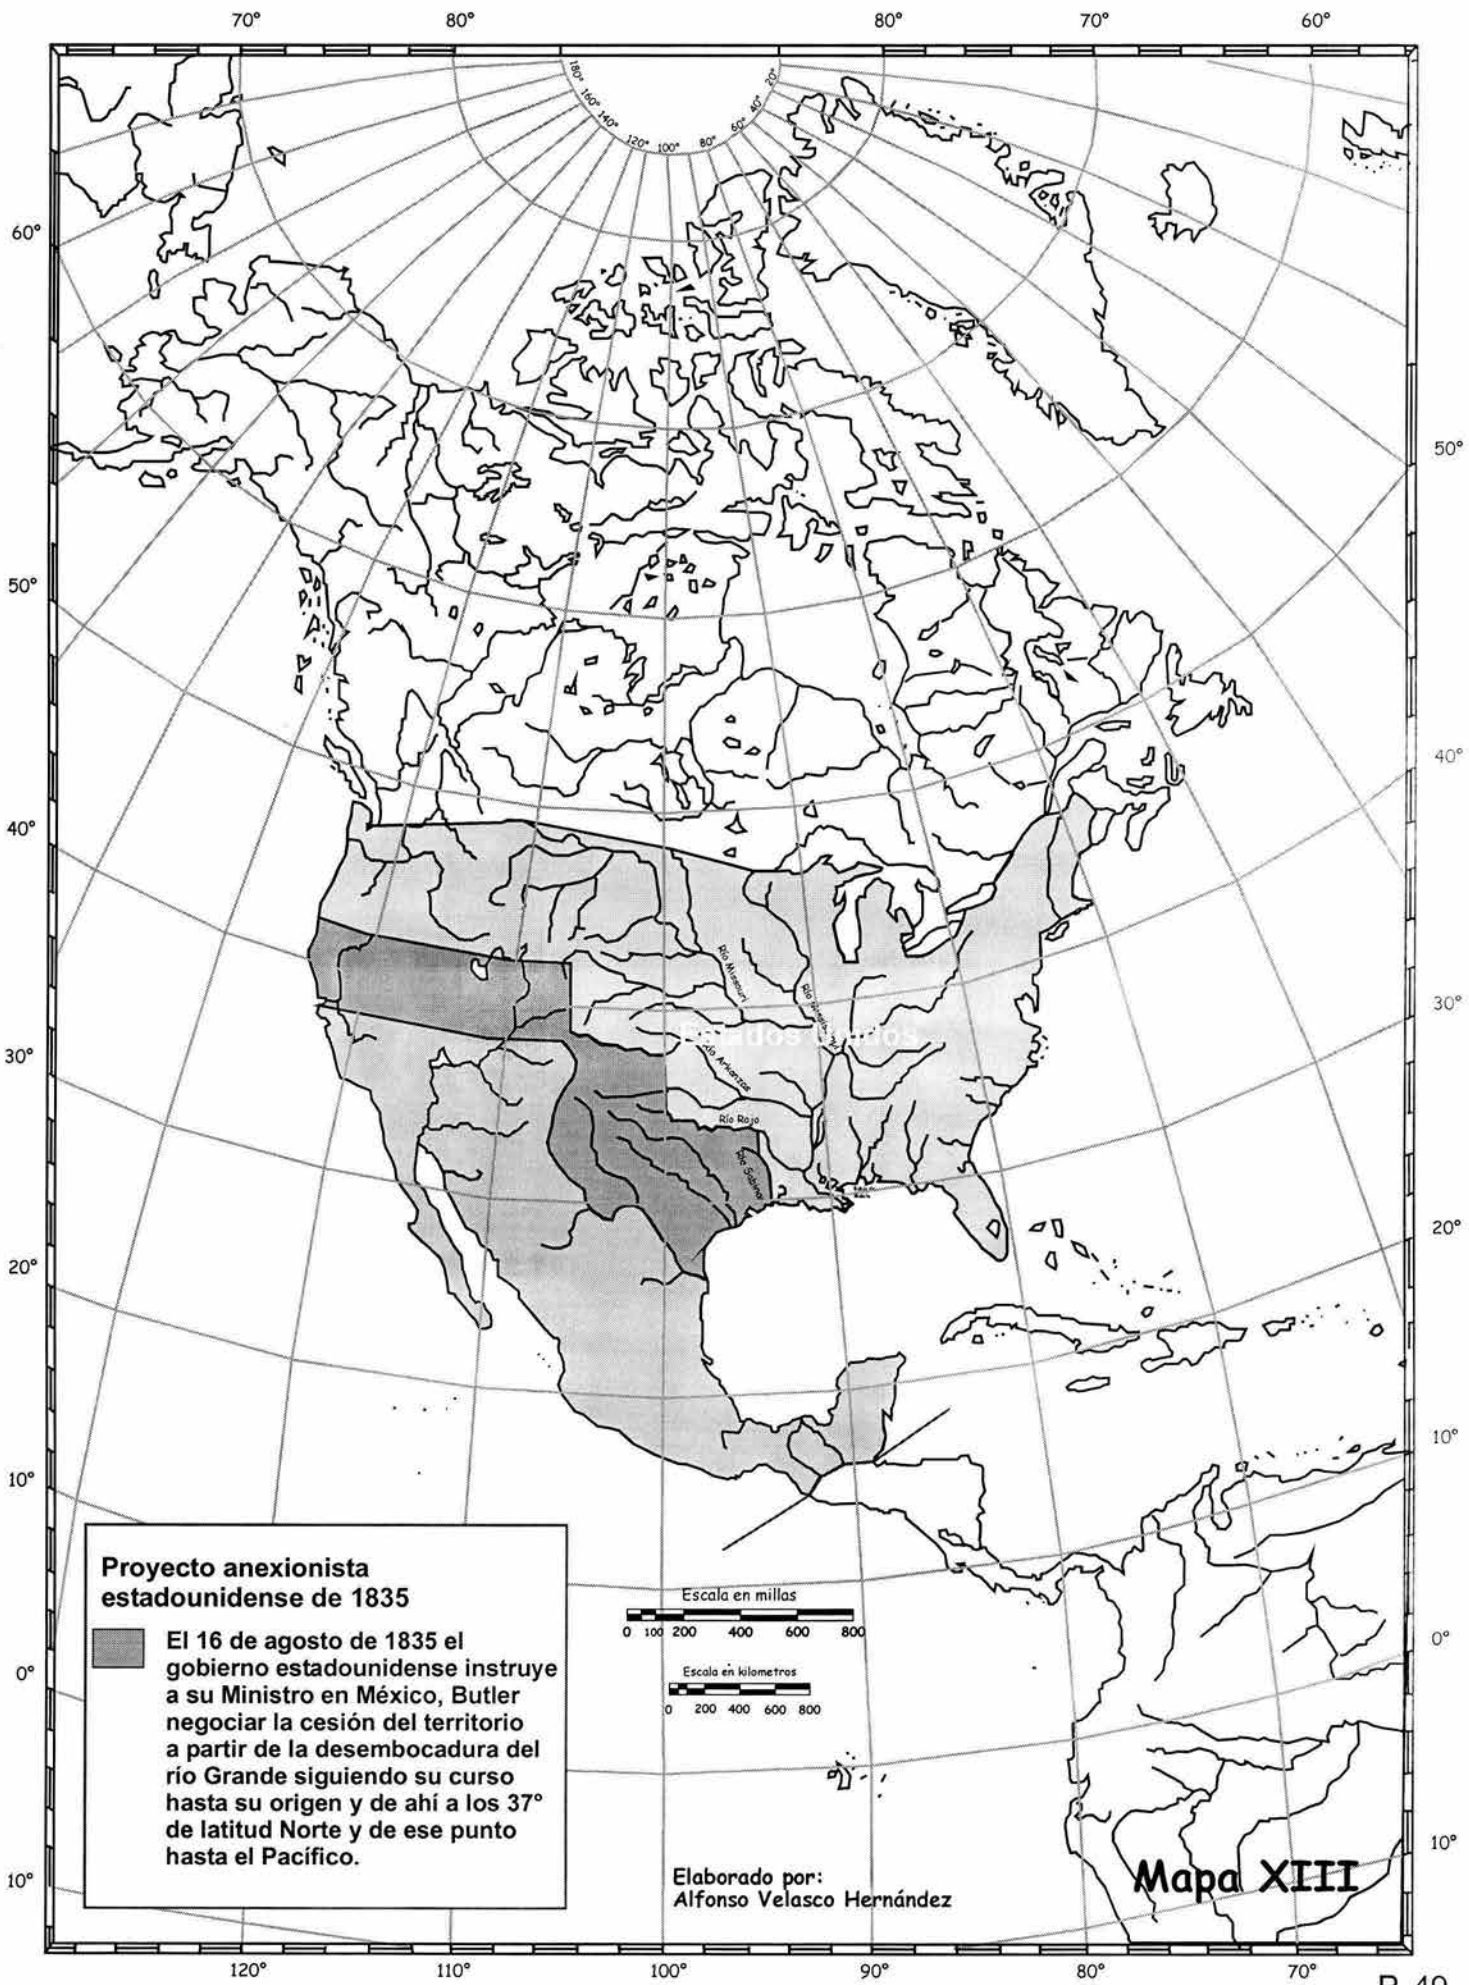 70°
80°
80°
70°
60°
180°
160°
140°
120°
100°
80°
60°
40°
20°
60°
50°
40°
30°
20°
10°
0°
10°
50°
40°
30°
20°
10°
0°
10°
Río Missouri
Estados Unidos
Río Arkanzas
Río Rojo
Río Sabina
Proyecto anexionista
estadounidense de 1835
El 16 de agosto de 1835 el
gobierno estadounidense instruye
a su Ministro en México, Butler
negociar la cesión del territorio
a partir de la desembocadura del
río Grande siguiendo su curso
hasta su origen y de ahí a los 37°
de latitud Norte y de ese punto
hasta el Pacífico.
Escala en millas
0 100 200 400 600 800
Escala en kilometros
0 200 400 600 800
Elaborado por:
Alfonso Velasco Hernández
Mapa XIII
120°
110°
100°
90°
80°
70°